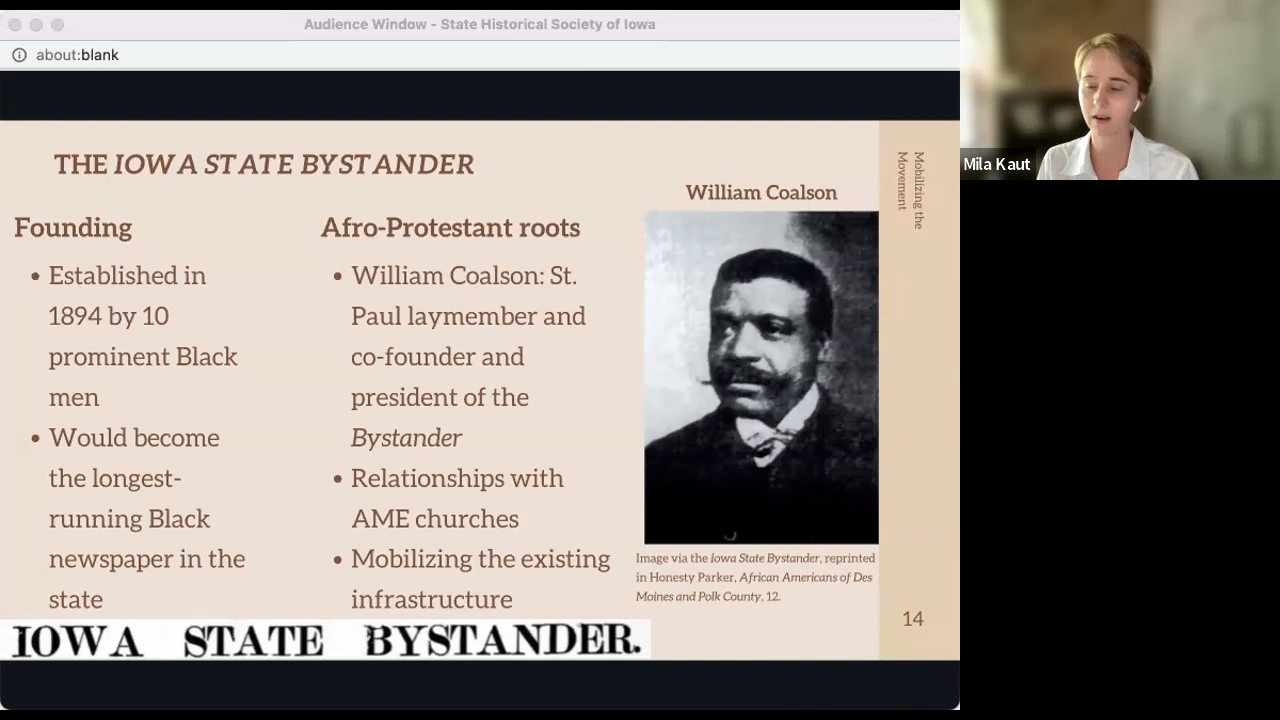 Audience Window - State Historical Society of Iowa
about:blank
THE IOWA STATE BYSTANDER
Founding
• Established in
1894 by 10
prominent Black
men
• Would become
the longest-
running Black
newspaper in the
state
Afro-Protestant roots
• William Coalson: St.
Paul laymember and
co-founder and
president of the
Bystander
• Relationships with
AME churches
• Mobilizing the existing
infrastructure
William Coalson
Image via the Iowa State Bystander, reprinted
in Honesty Parker, African Americans of Des
Moines and Polk County, 12.
Mobilizing the
Movement
14
IOWA STATE BYSTANDER.
Mila Kaut